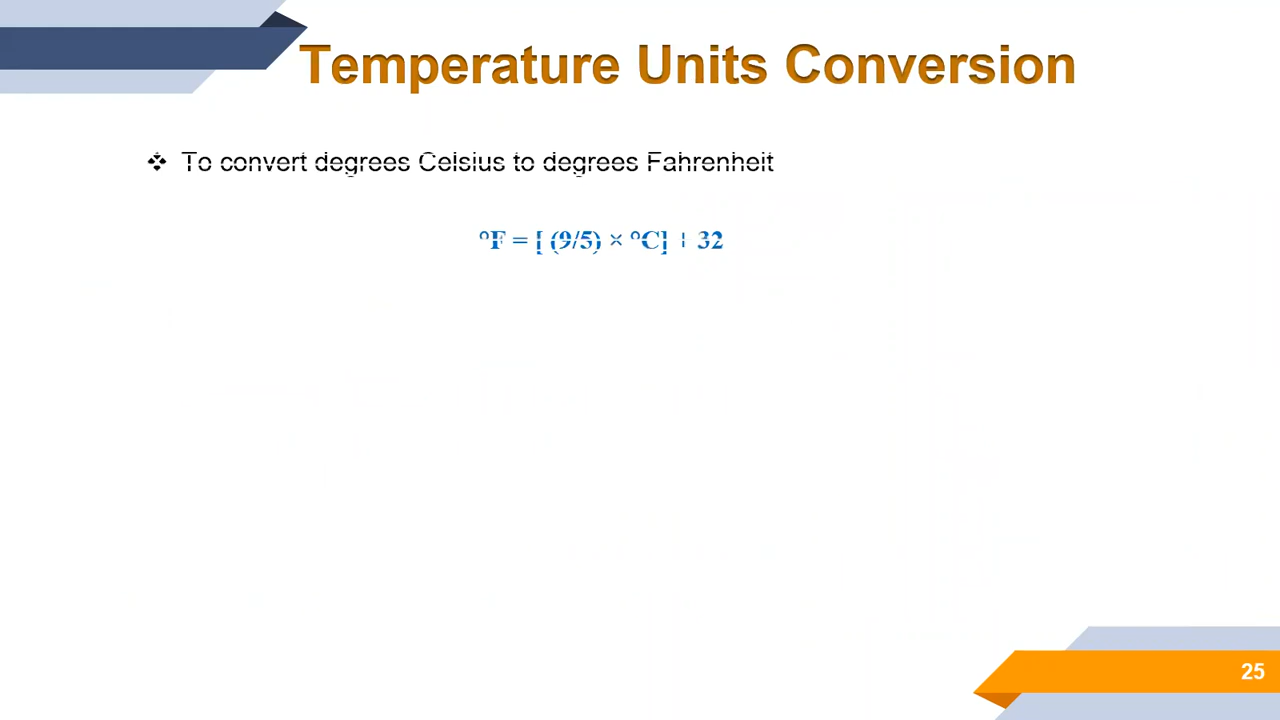 Temperature Units Conversion
❖ To convert degrees Celsius to degrees Fahrenheit
°F = [ (9/5) × °C] + 32
25